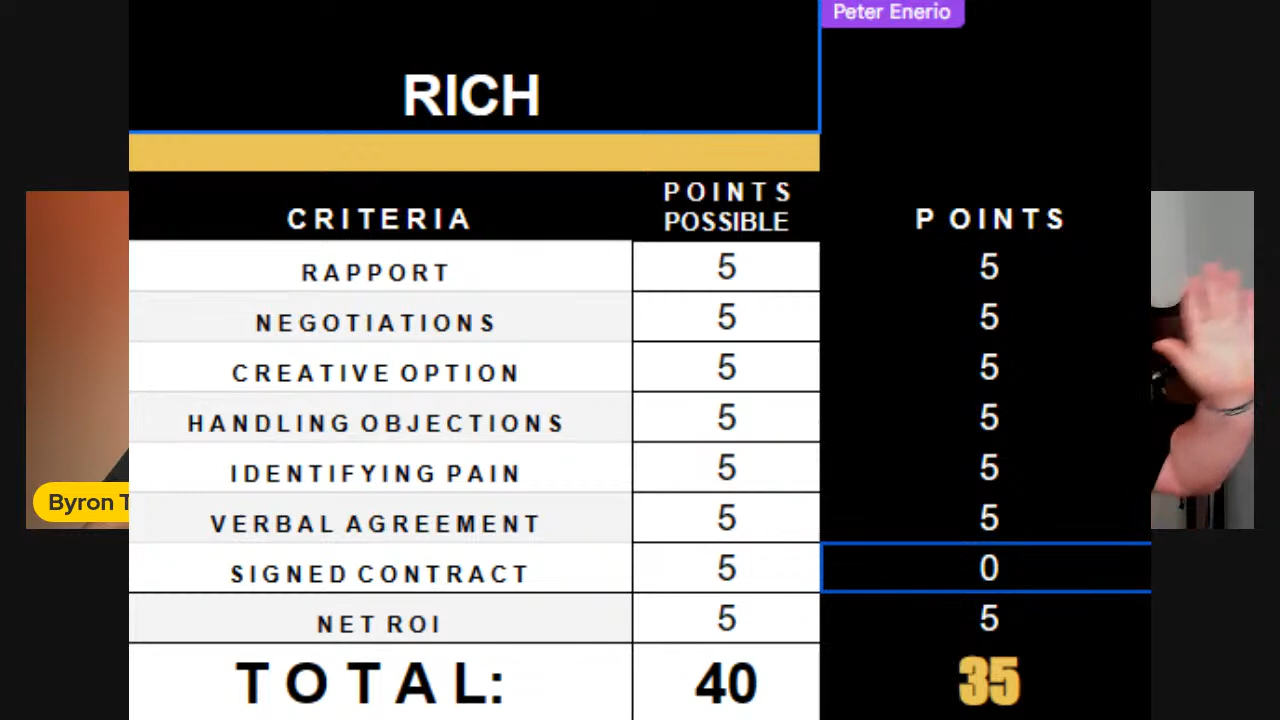 Peter Enerio
RICH
CRITERIA POINTS POSSIBLE POINTS
RAPPORT 5 5
NEGOTIATIONS 5 5
CREATIVE OPTION 5 5
HANDLING OBJECTIONS 5 5
IDENTIFYING PAIN 5 5
VERBAL AGREEMENT 5 5
SIGNED CONTRACT 5 0
NET ROI 5 5
TOTAL: 40 35
Byron T